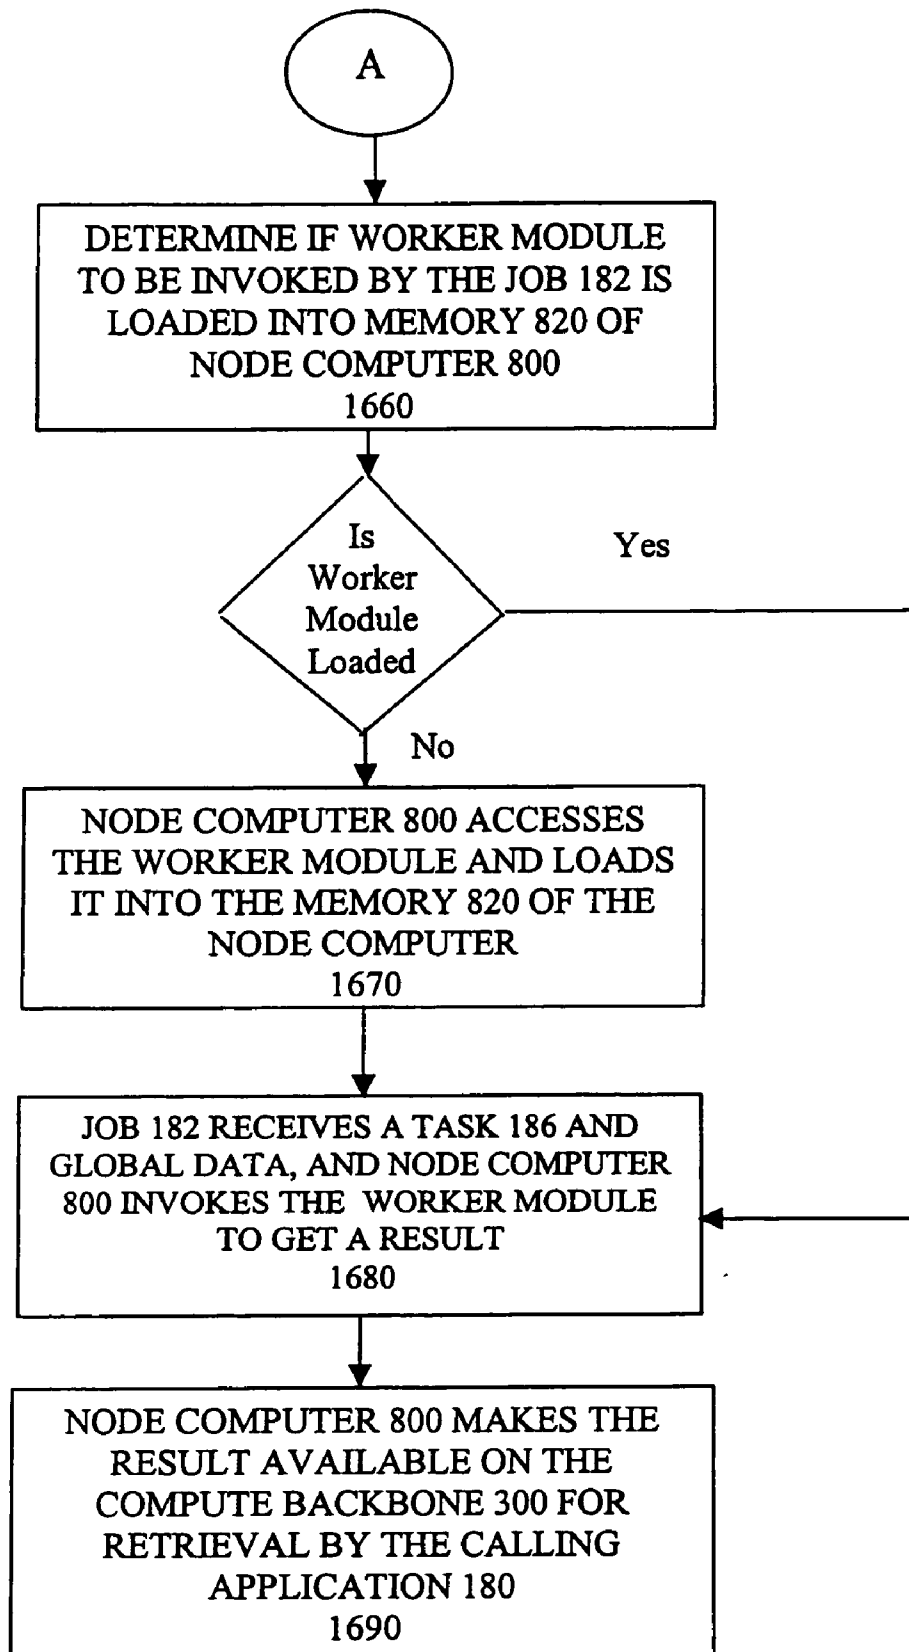 A
DETERMINE IF WORKER MODULE
TO BE INVOKED BY THE JOB 182 IS
LOADED INTO MEMORY 820 OF
NODE COMPUTER 800
1660
Is
Worker
Module
Loaded
Yes
No
NODE COMPUTER 800 ACCESSES
THE WORKER MODULE AND LOADS
IT INTO THE MEMORY 820 OF THE
NODE COMPUTER
1670
JOB 182 RECEIVES A TASK 186 AND
GLOBAL DATA, AND NODE COMPUTER
800 INVOKES THE WORKER MODULE
TO GET A RESULT
1680
NODE COMPUTER 800 MAKES THE
RESULT AVAILABLE ON THE
COMPUTE BACKBONE 300 FOR
RETRIEVAL BY THE CALLING
APPLICATION 180
1690